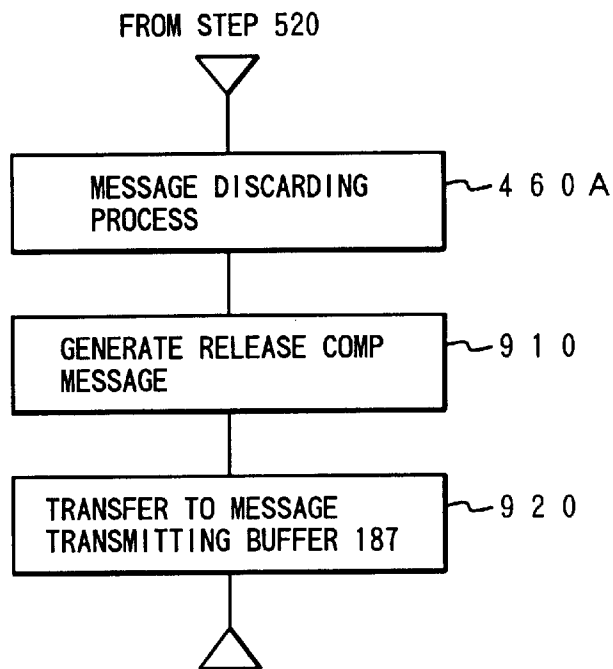 FROM STEP 520
MESSAGE DISCARDING
PROCESS
460A
GENERATE RELEASE COMP
MESSAGE
910
TRANSFER TO MESSAGE
TRANSMITTING BUFFER 187
920